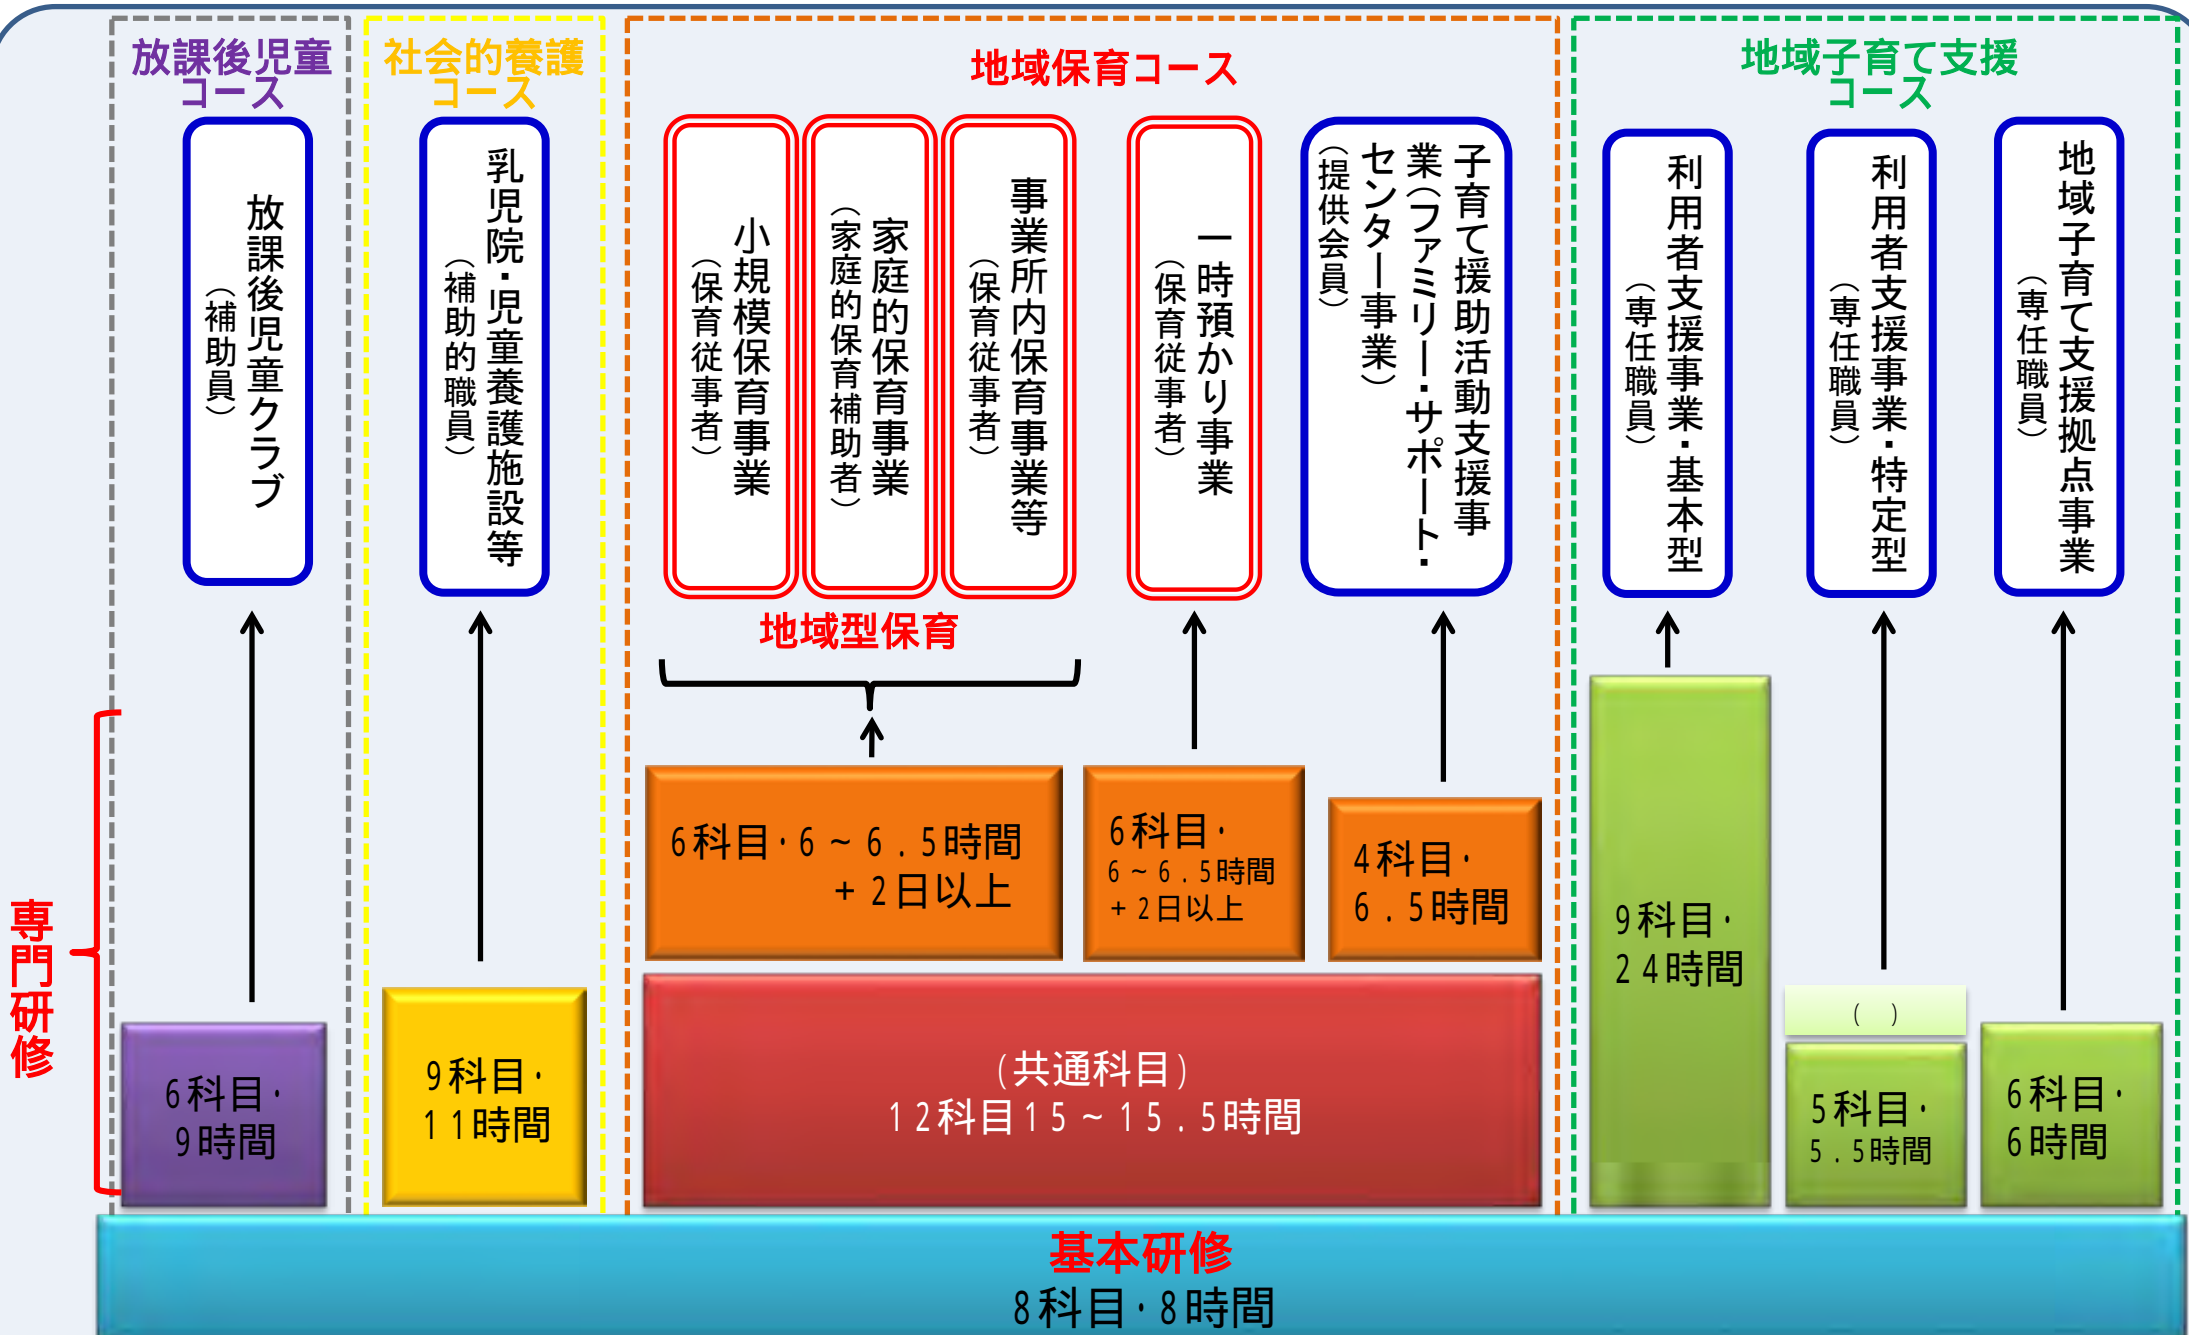 放課後児童
コース
社会的養護
コース
地域保育コース
地域子育て支援
コース
放課後児童クラブ
（補助員）
乳児院・児童養護施設等
（補助的職員）
小規模保育事業
（保育従事者）
家庭的保育事業
（家庭的保育補助者）
事業所内保育事業等
（保育従事者）
一時預かり事業
（保育従事者）
子育て援助活動支援事
業（ファミリー・サポート・
センター事業）
（提供会員）
利用者支援事業・基本型
（専任職員）
利用者支援事業・特定型
（専任職員）
地域子育て支援拠点事業
（専任職員）
地域型保育
専門研修
6科目・
9時間
9科目・
11時間
6科目・6~6.5時間
+2日以上
6科目・
6~6.5時間
+2日以上
4科目・
6.5時間
(共通科目)
12科目15~15.5時間
9科目・
24時間
( )
5科目・
5.5時間
6科目・
6時間
基本研修
8科目・8時間